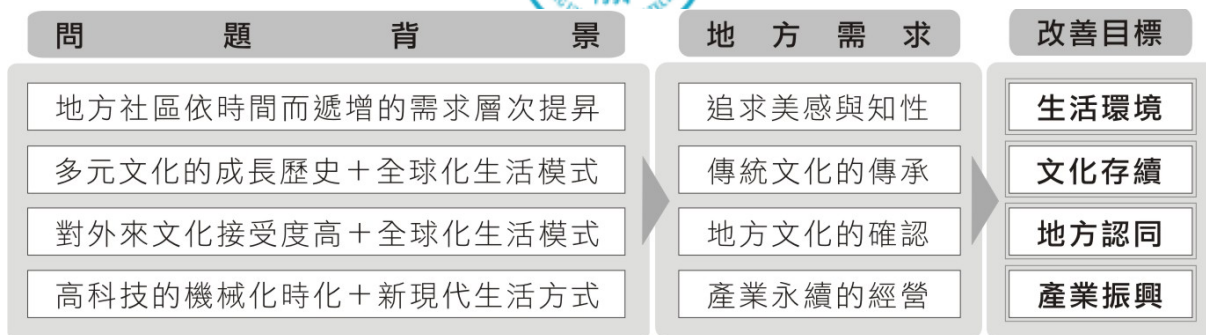 問題背景
地方需求
改善目標
地方社區依時間而遞增的需求層次提昇
追求美感與知性
生活環境
多元文化的成長歷史＋全球化生活模式
傳統文化的傳承
文化存續
對外來文化接受度高＋全球化生活模式
地方文化的確認
地方認同
高科技的機械化時化＋新現代生活方式
產業永續的經營
產業振興